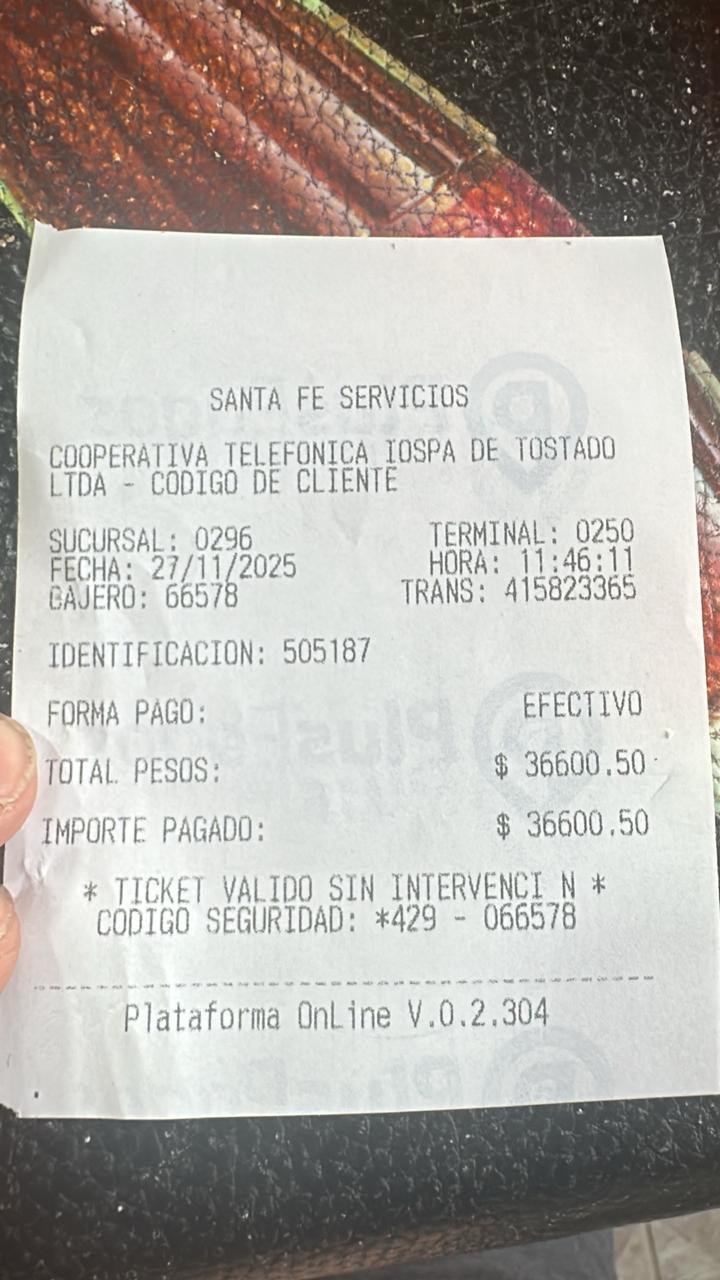 SANTA FE SERVICIOS
COOPERATIVA TELEFONICA IOSPA DE TOSTADO
LTDA - CODIGO DE CLIENTE
SUCURSAL: 0296 TERMINAL: 0250
FECHA: 27/11/2025 HORA: 11:46:11
CAJERO: 66578 TRANS: 415823365
IDENTIFICACION: 505187
FORMA PAGO: EFECTIVO
TOTAL PESOS: $ 36600.50
IMPORTE PAGADO: $ 36600.50
* TICKET VALIDO SIN INTERVENCI N *
CODIGO SEGURIDAD: *429 - 066578
Plataforma OnLine V.0.2.304